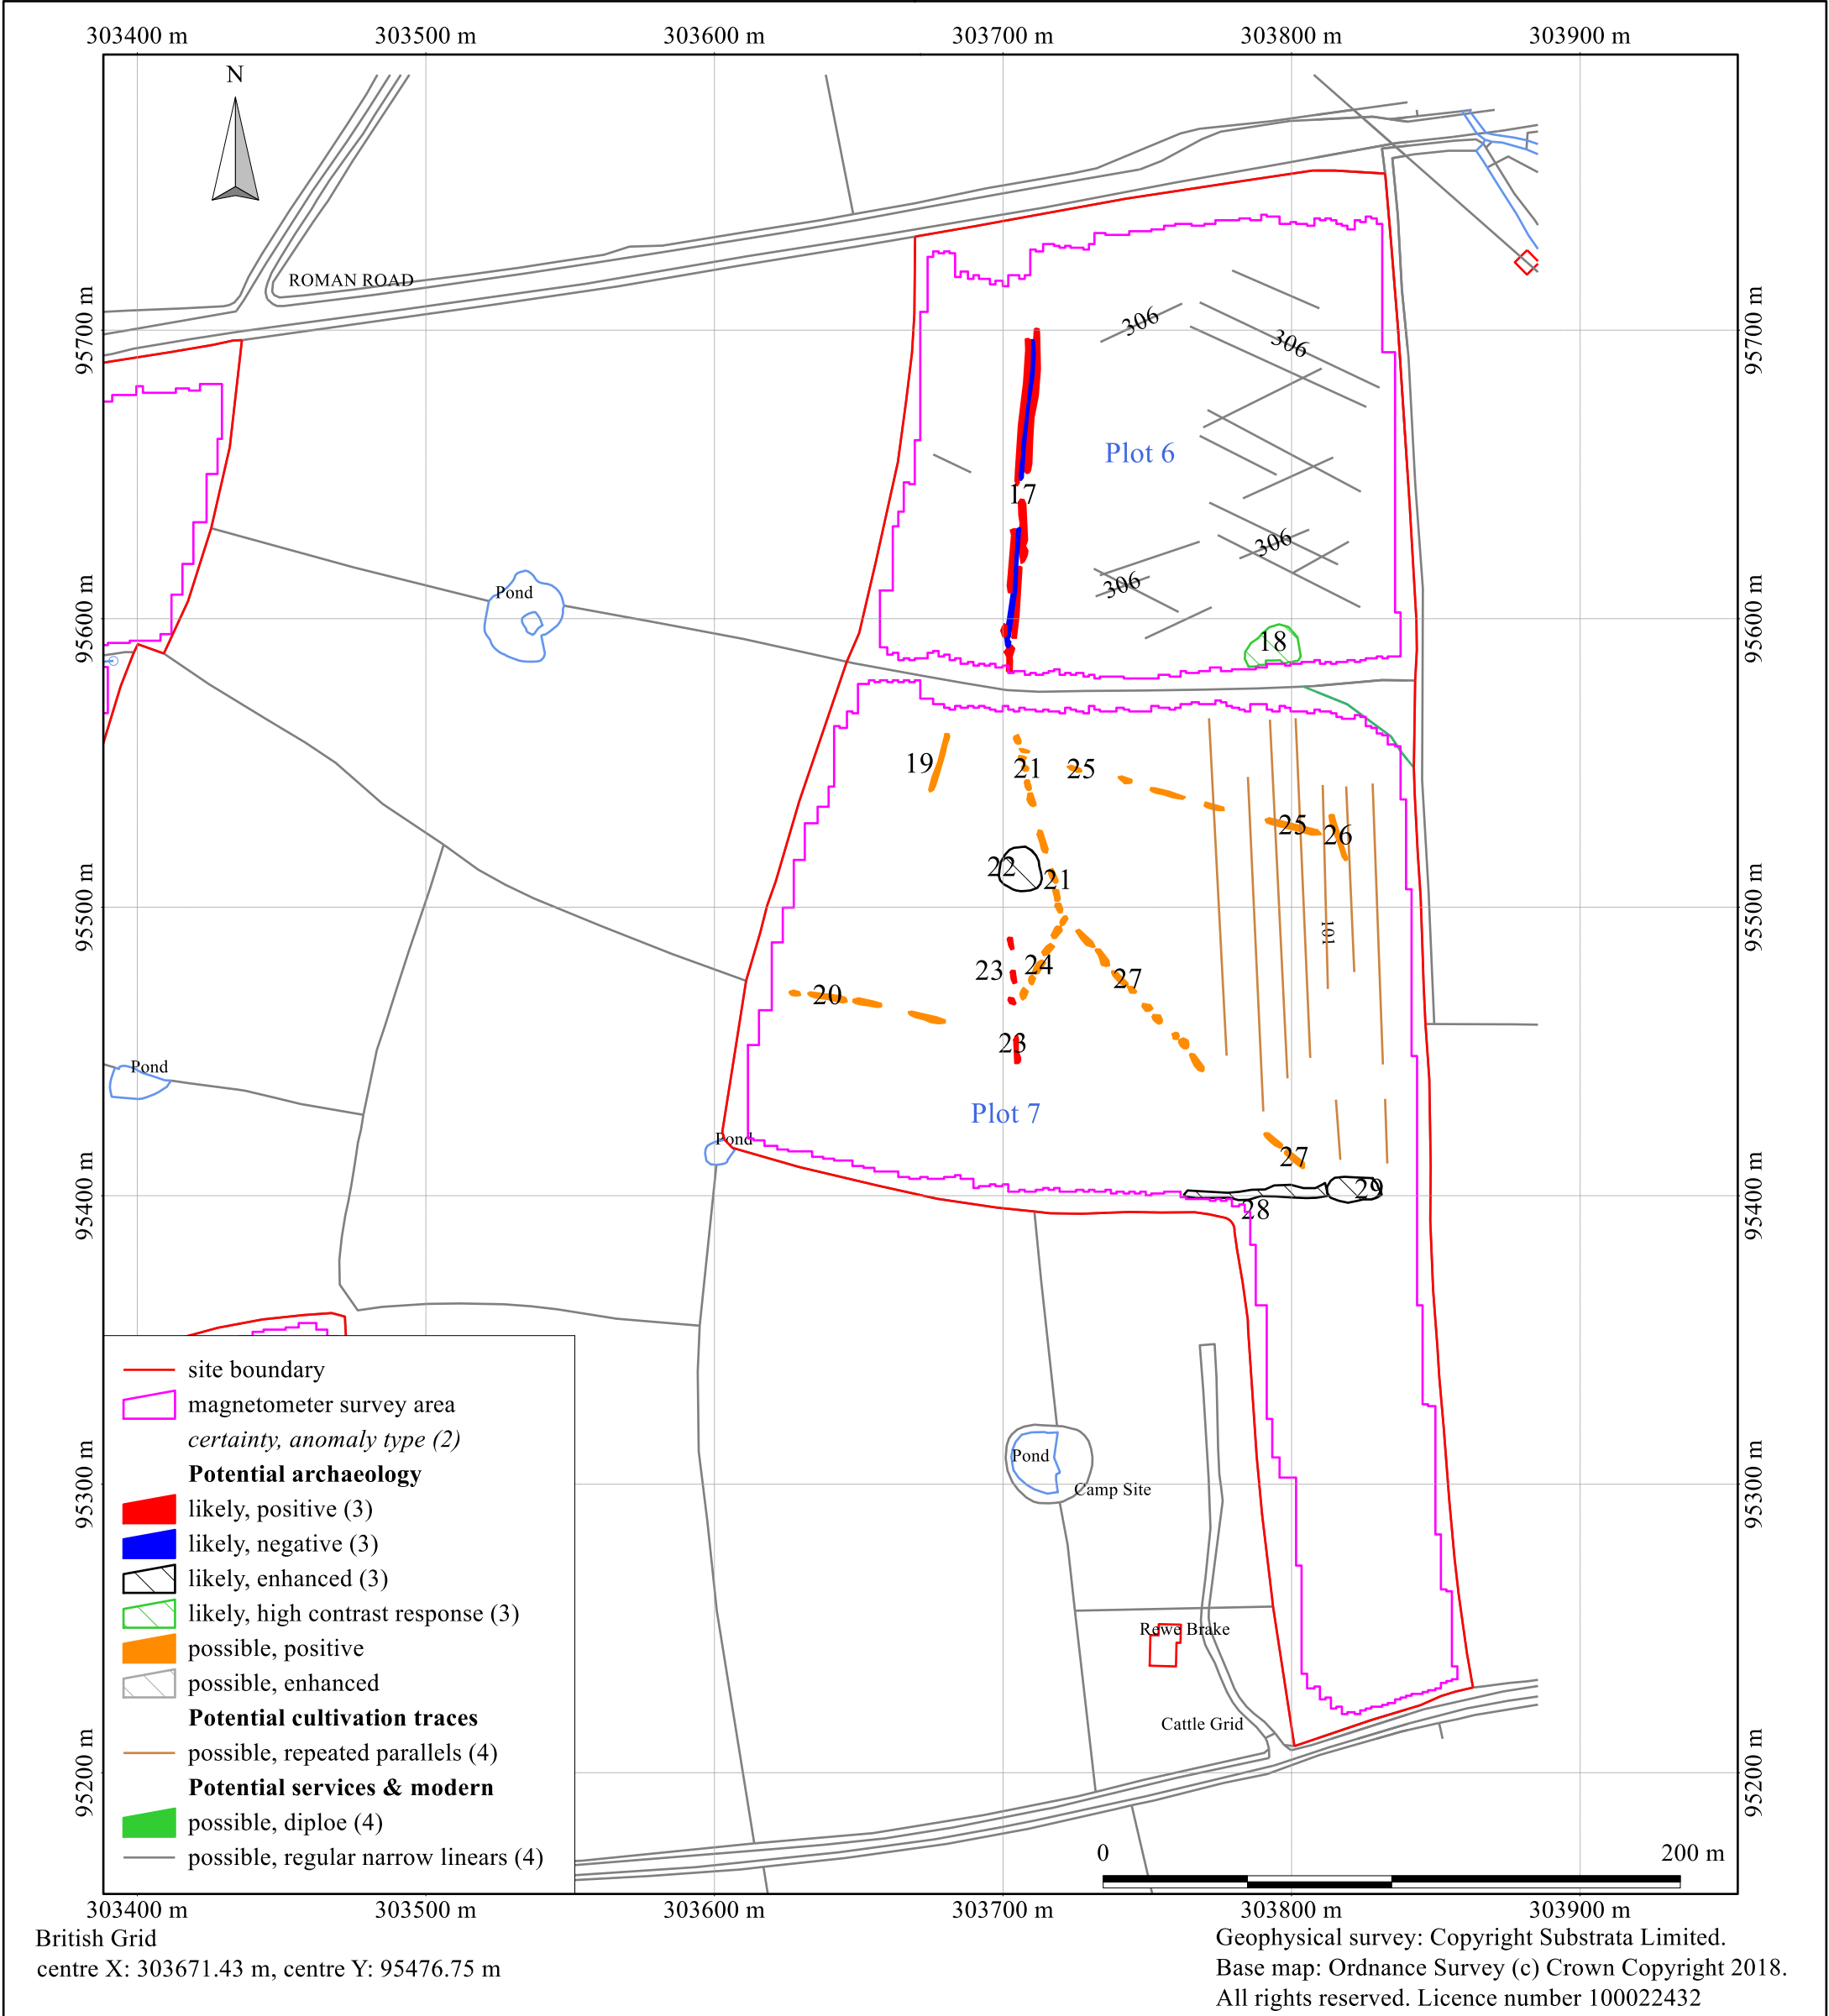 303400 m 303500 m 303600 m 303700 m 303800 m 303900 m
N
ROMAN ROAD
95700 m
95700 m
306
306
Plot 6
17
306
306
Pond
95600 m
95600 m
18
19
21
25
25
26
22
21
95500 m
95500 m
101
23
24
27
20
23
Pond
Plot 7
Pond
27
29
28
95400 m
95400 m
Pond
Camp Site
95300 m
95300 m
Rewe Brake
Cattle Grid
95200 m
95200 m
site boundary
magnetometer survey area
certainty, anomaly type (2)
Potential archaeology
likely, positive (3)
likely, negative (3)
likely, enhanced (3)
likely, high contrast response (3)
possible, positive
possible, enhanced
Potential cultivation traces
possible, repeated parallels (4)
Potential services & modern
possible, diploe (4)
possible, regular narrow linears (4)
0 200 m
303400 m 303500 m 303600 m 303700 m 303800 m 303900 m
British Grid
centre X: 303671.43 m, centre Y: 95476.75 m
Geophysical survey: Copyright Substrata Limited.
Base map: Ordnance Survey (c) Crown Copyright 2018.
All rights reserved. Licence number 100022432